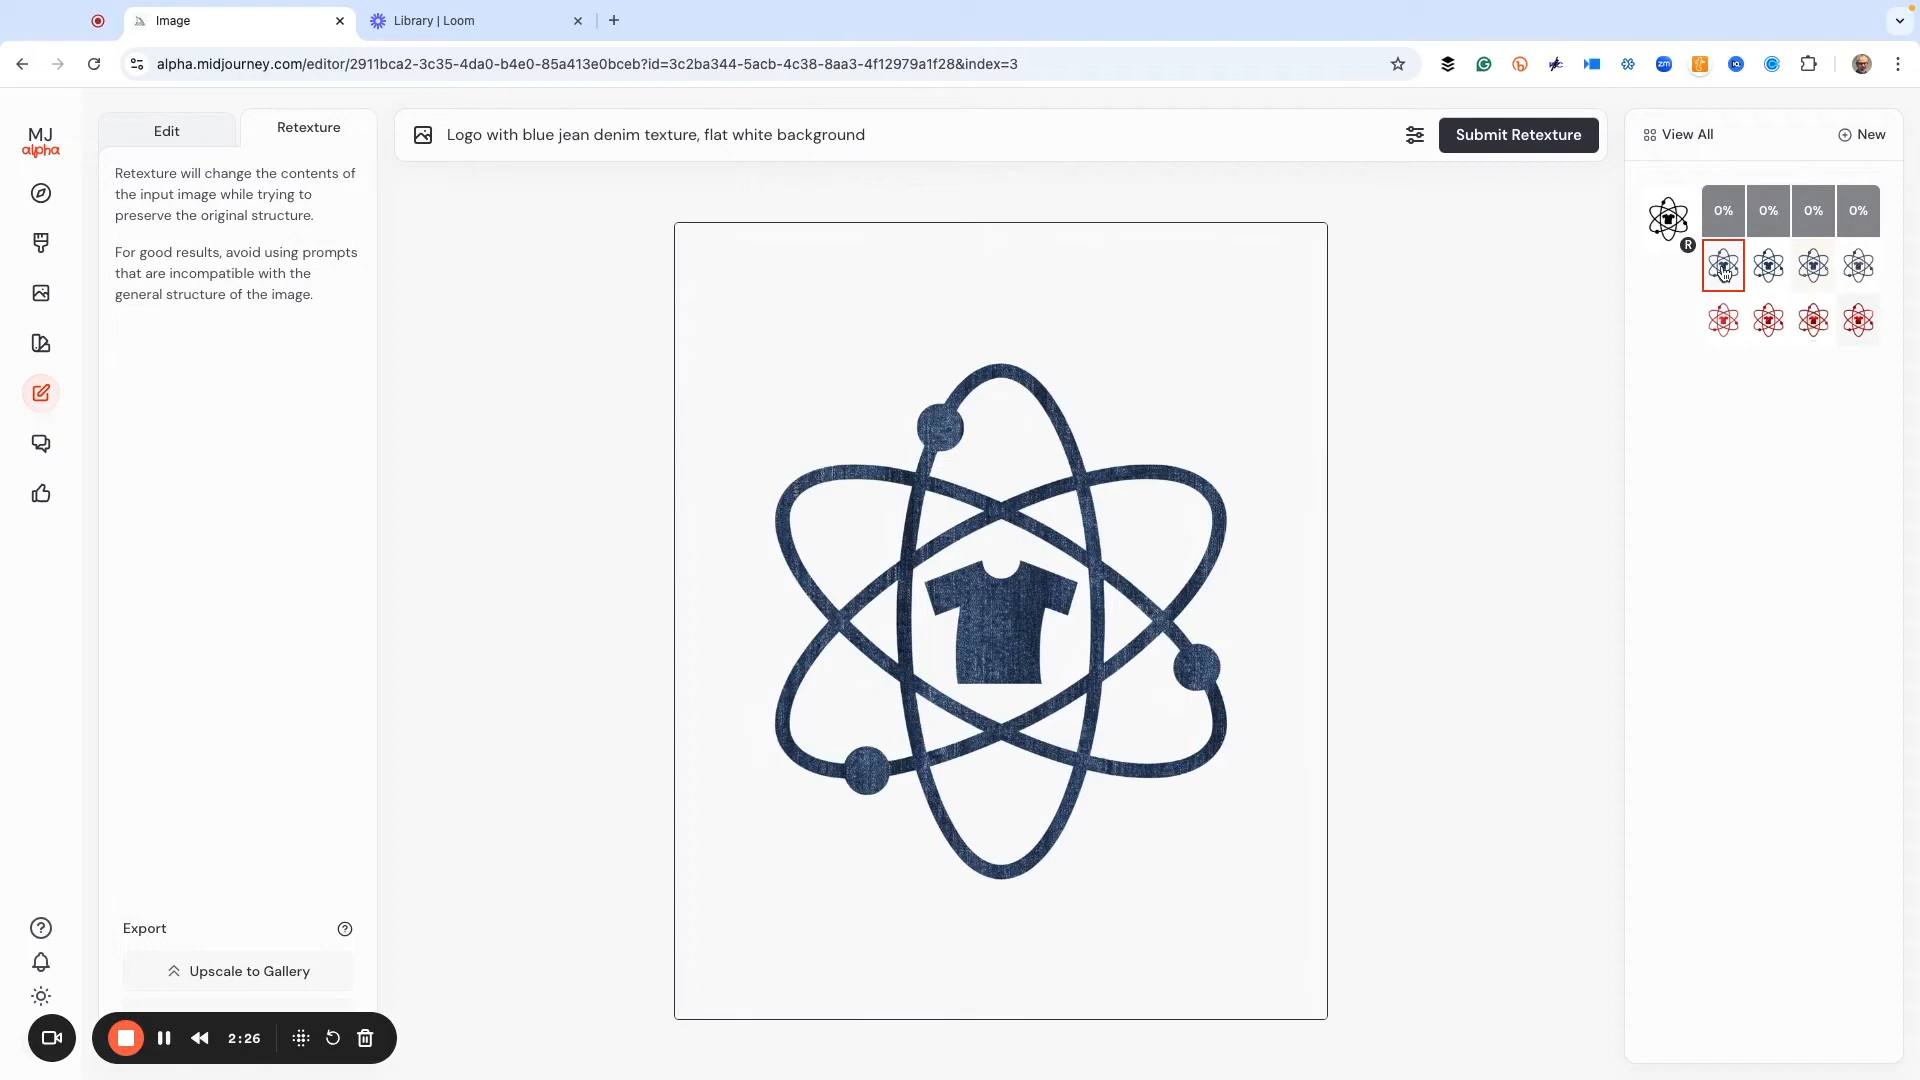 Image
Library | Loom
alpha.midjourney.com/editor/2911bca2-3c35-4da0-b4e0-85a413e0bceb?id=3c2ba344-5acb-4c38-8aa3-4f12979a1f28&index=3
MJ
alpha
Edit
Retexture
Retexture will change the contents of
the input image while trying to
preserve the original structure.
For good results, avoid using prompts
that are incompatible with the
general structure of the image.
Logo with blue jean denim texture, flat white background
Submit Retexture
View All
New
0%
0%
0%
0%
R
Export
Upscale to Gallery
2:26